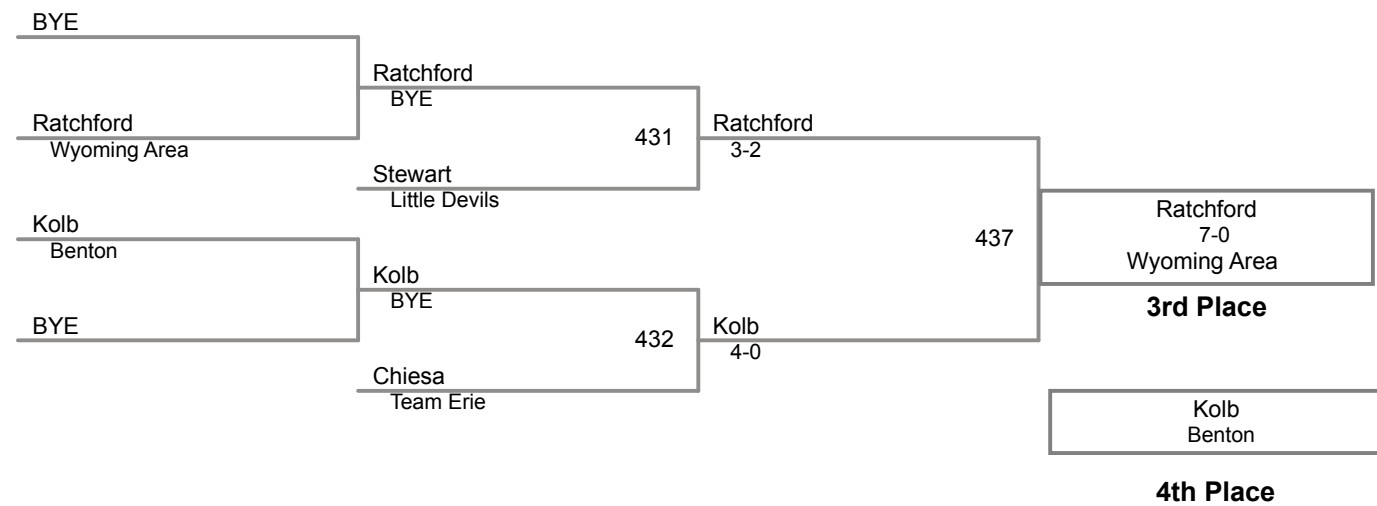 BYE
Ratchford
BYE
Ratchford
Wyoming Area
431
Ratchford
3-2
Stewart
Little Devils
Kolb
Benton
437
Ratchford
7-0
Wyoming Area
3rd Place
Kolb
BYE
BYE
432
Kolb
4-0
Chiesa
Team Erie
Kolb
Benton
4th Place